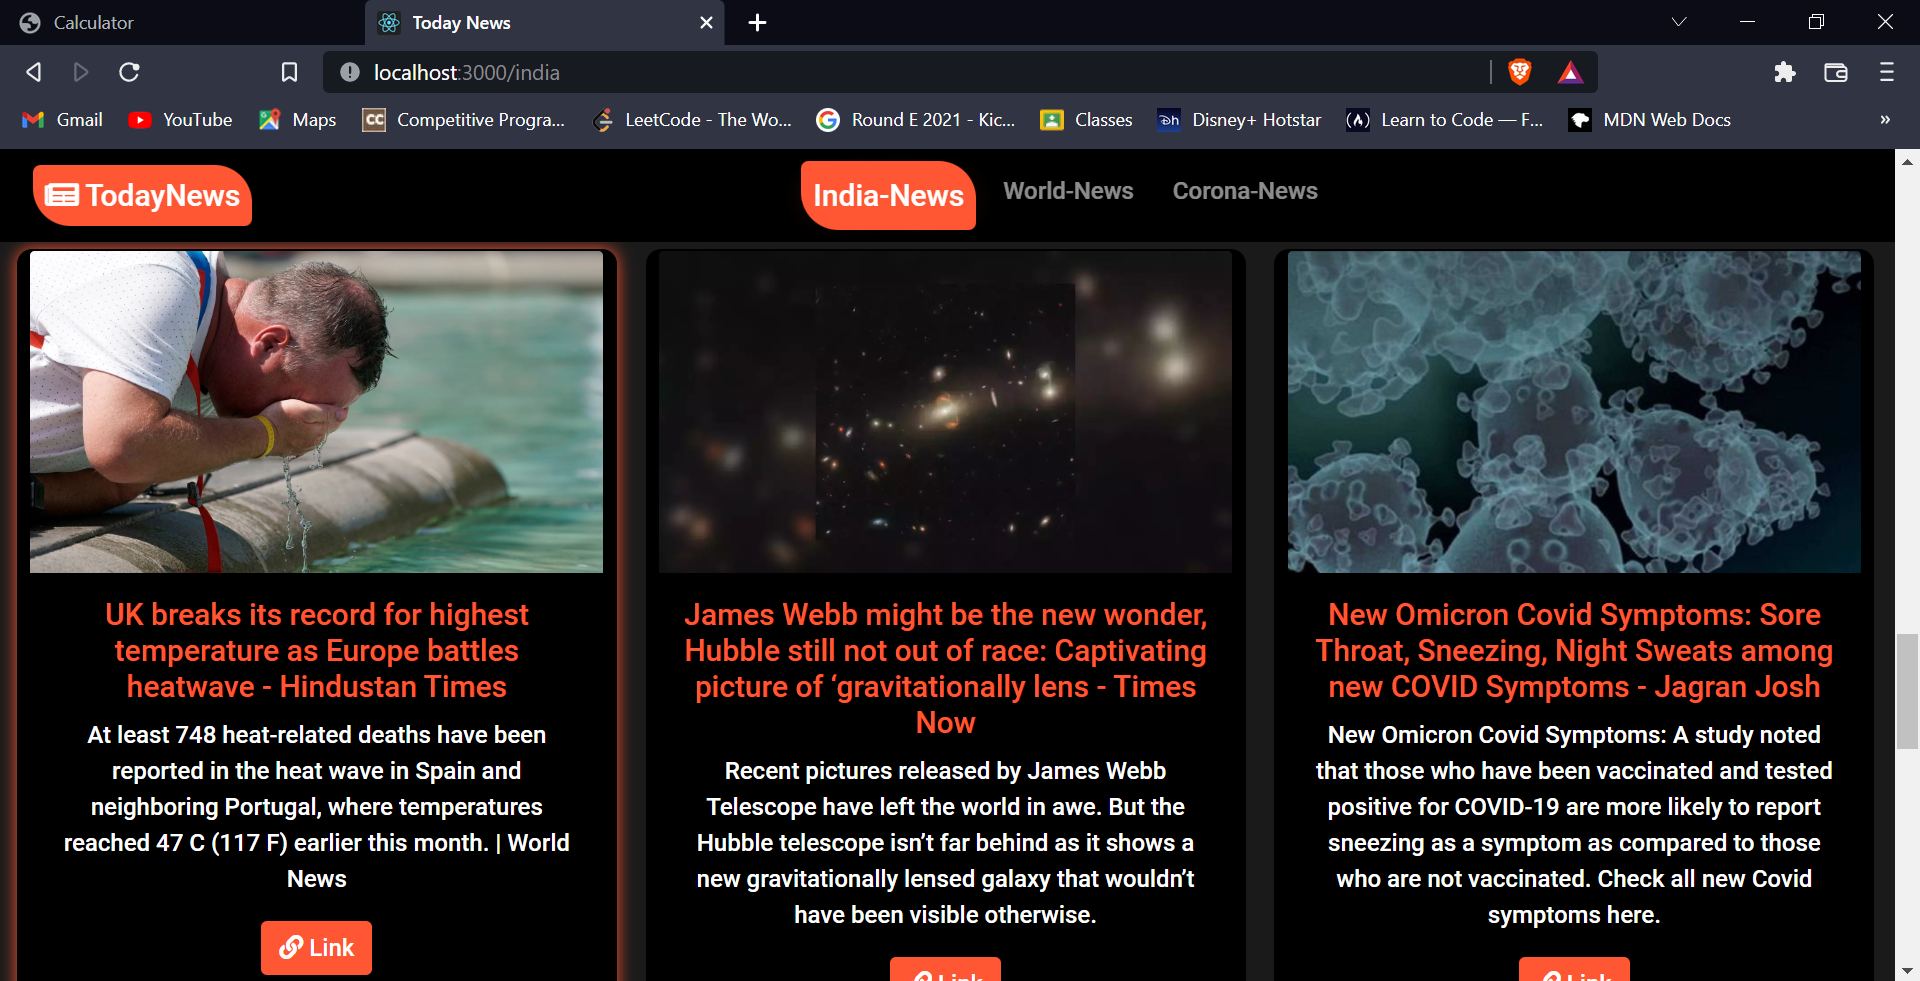 Calculator
Today News
localhost:3000/india
Gmail
YouTube
Maps
CC
Competitive Progra...
LeetCode - The Wo...
Round E 2021 - Kic...
Classes
Disney+ Hotstar
Learn to Code — F...
MDN Web Docs
»
TodayNews
India-News
World-News
Corona-News
UK breaks its record for highest
temperature as Europe battles
heatwave - Hindustan Times
At least 748 heat-related deaths have been
reported in the heat wave in Spain and
neighboring Portugal, where temperatures
reached 47 C (117 F) earlier this month. | World
News
Link
James Webb might be the new wonder,
Hubble still not out of race: Captivating
picture of ‘gravitationally lens - Times
Now
Recent pictures released by James Webb
Telescope have left the world in awe. But the
Hubble telescope isn’t far behind as it shows a
new gravitationally lensed galaxy that wouldn’t
have been visible otherwise.
Link
New Omicron Covid Symptoms: Sore
Throat, Sneezing, Night Sweats among
new COVID Symptoms - Jagran Josh
New Omicron Covid Symptoms: A study noted
that those who have been vaccinated and tested
positive for COVID-19 are more likely to report
sneezing as a symptom as compared to those
who are not vaccinated. Check all new Covid
symptoms here.
Link